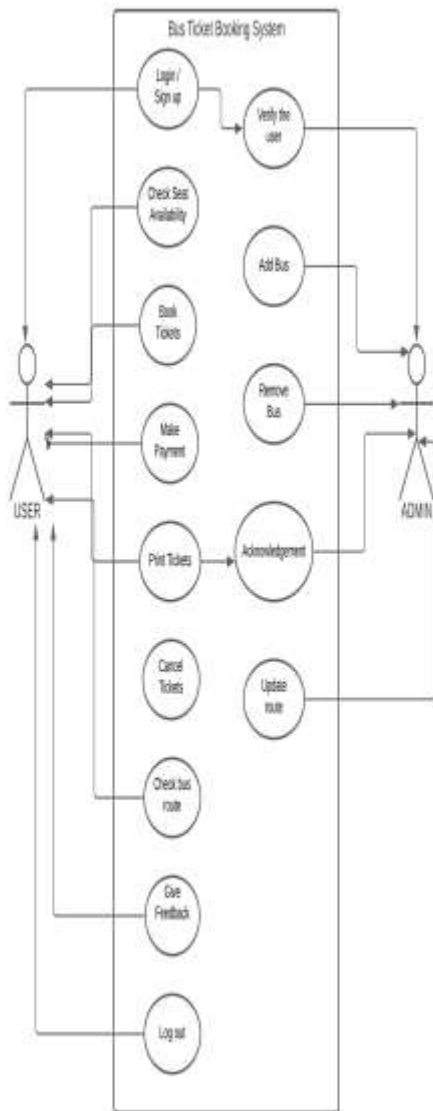 Bus Ticket Booking System
Login /
Sign up
Verify the
user
Check Seat
Availability
Add Bus
Book
Tickets
Remove
Bus
Make
Payment
USER
ADMIN
Print Tickets
Acknowledgement
Cancel
Tickets
Update
route
Check bus
route
Give
Feedback
Log out